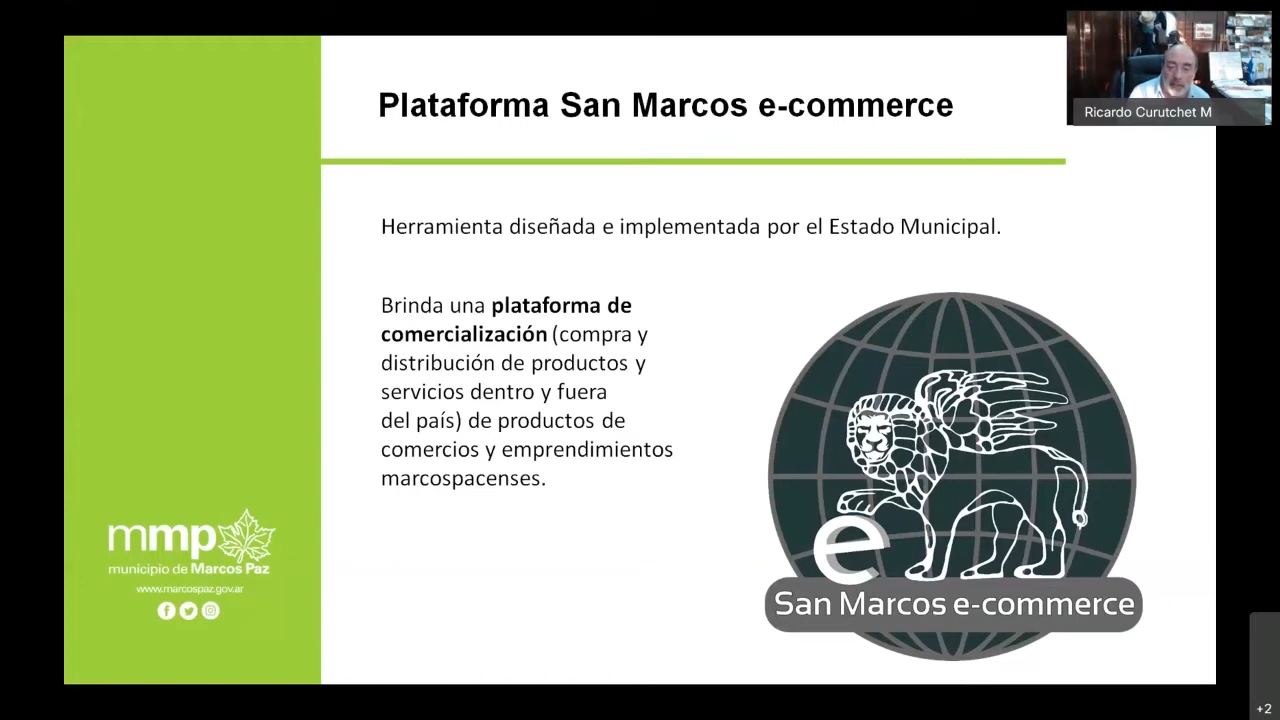 Plataforma San Marcos e-commerce
Ricardo Curutchet M
Herramienta diseñada e implementada por el Estado Municipal.
Brinda una plataforma de
comercialización (compra y
distribución de productos y
servicios dentro y fuera
del país) de productos de
comercios y emprendimientos
marcospacenses.
mmp
municipio de Marcos Paz
www.marcospaz.gov.ar
e
San Marcos e-commerce
+2